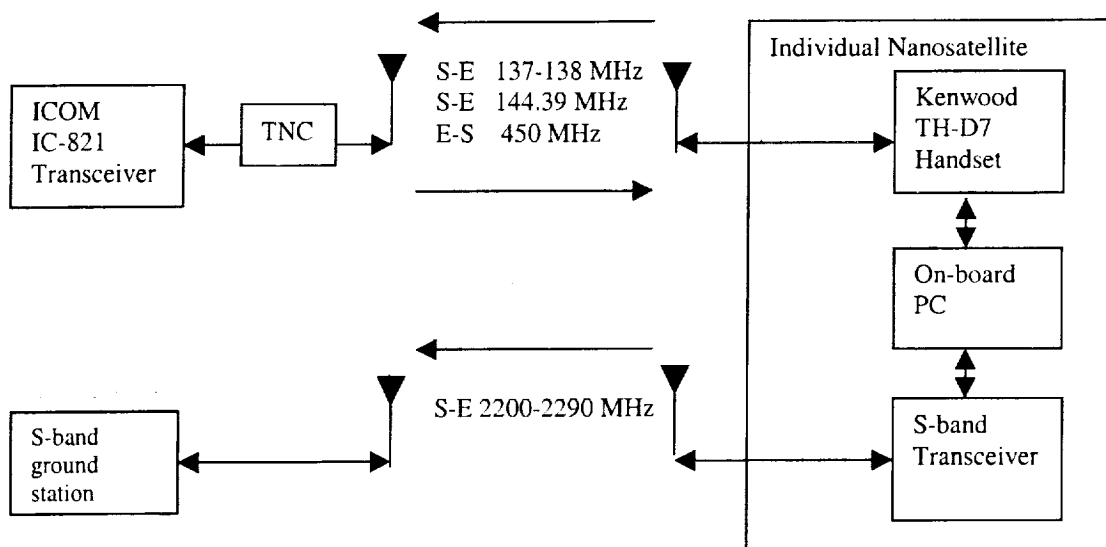 Individual Nanosatellite
ICOM
IC-821
Transceiver
TNC
S-E 137-138 MHz
S-E 144.39 MHz
E-S 450 MHz
Kenwood
TH-D7
Handset
On-board
PC
S-band
ground
station
S-E 2200-2290 MHz
S-band
Transceiver